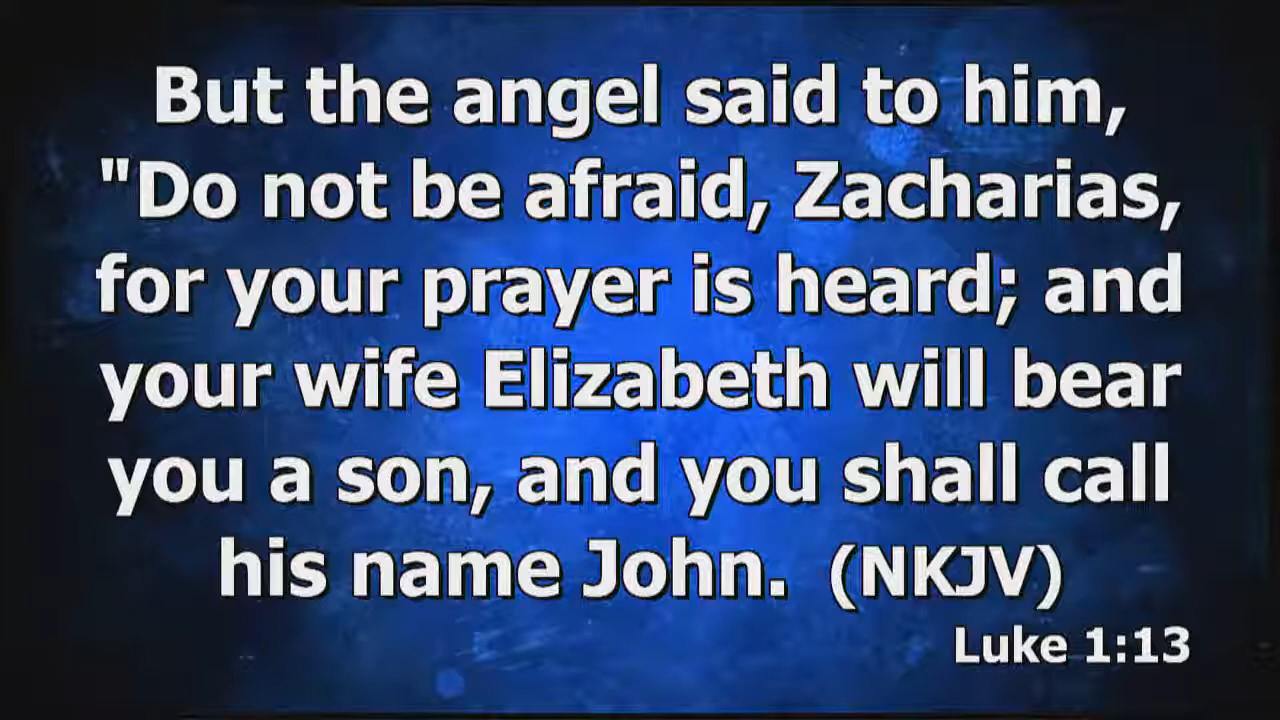 But the angel said to him,
"Do not be afraid, Zacharias,
for your prayer is heard; and
your wife Elizabeth will bear
you a son, and you shall call
his name John.  (NKJV)
Luke 1:13